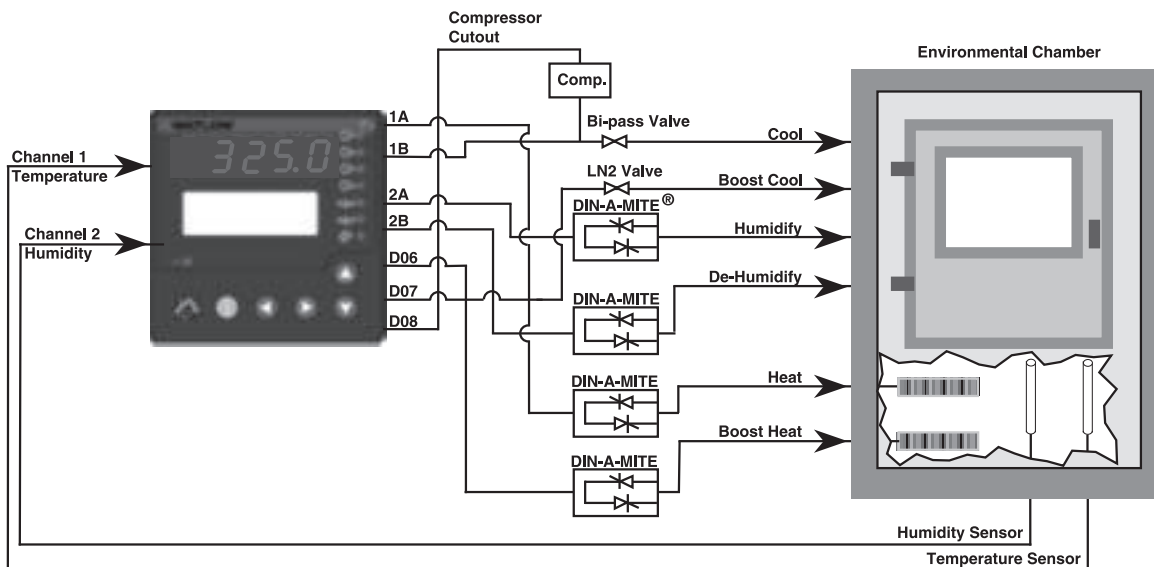 Compressor
Cutout
Environmental Chamber
Comp.
1A
Bi-pass Valve
Cool
325.0
1B
Channel 1
Temperature
LN2 Valve
Boost Cool
2A
DIN-A-MITE®
2B
Humidify
Channel 2
Humidity
D06
De-Humidify
D07
DIN-A-MITE
D08
DIN-A-MITE
Heat
Boost Heat
DIN-A-MITE
Humidity Sensor
Temperature Sensor